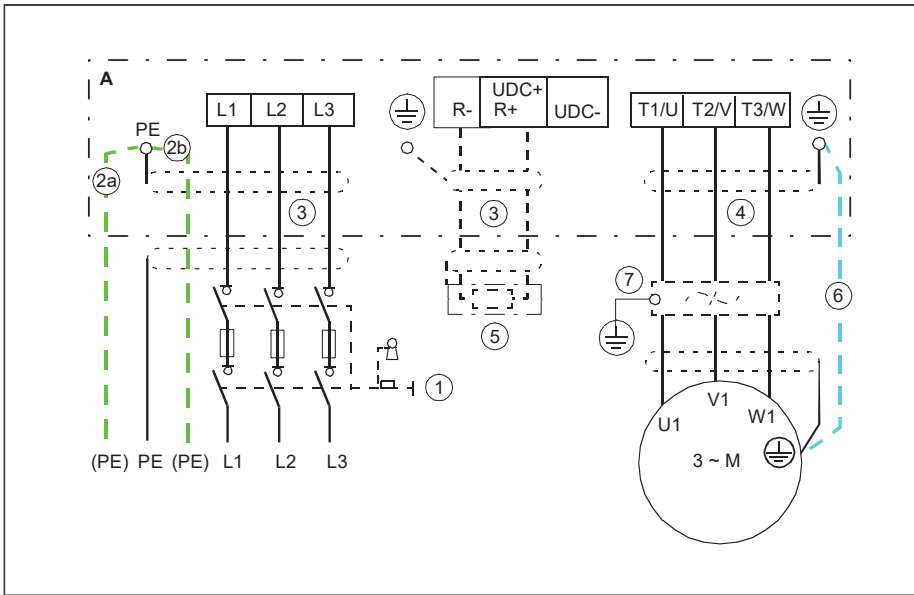 A
L1 L2 L3
R- UDC+ R+ UDC-
T1/U T2/V T3/W
PE
2a 2b
3
3
4
7
6
5
1
U1 V1 W1
3 ~ M
(PE) PE (PE) L1 L2 L3